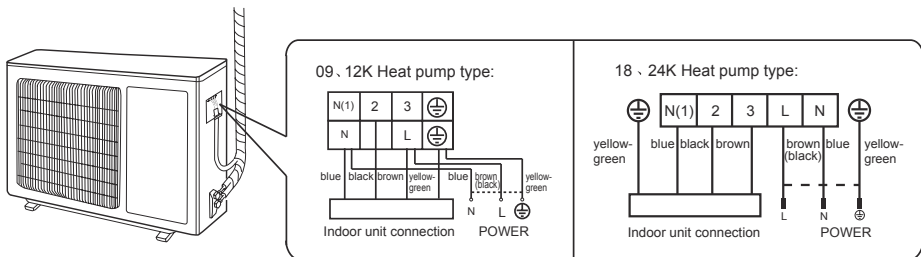 09、12K Heat pump type:
N(1) 2 3
N L
blue black brown yellow-green blue brown (black) yellow-green
N L
Indoor unit connection POWER
18、24K Heat pump type:
N(1) 2 3 L N
yellow-green blue black brown brown (black) blue yellow-green
L N
Indoor unit connection POWER